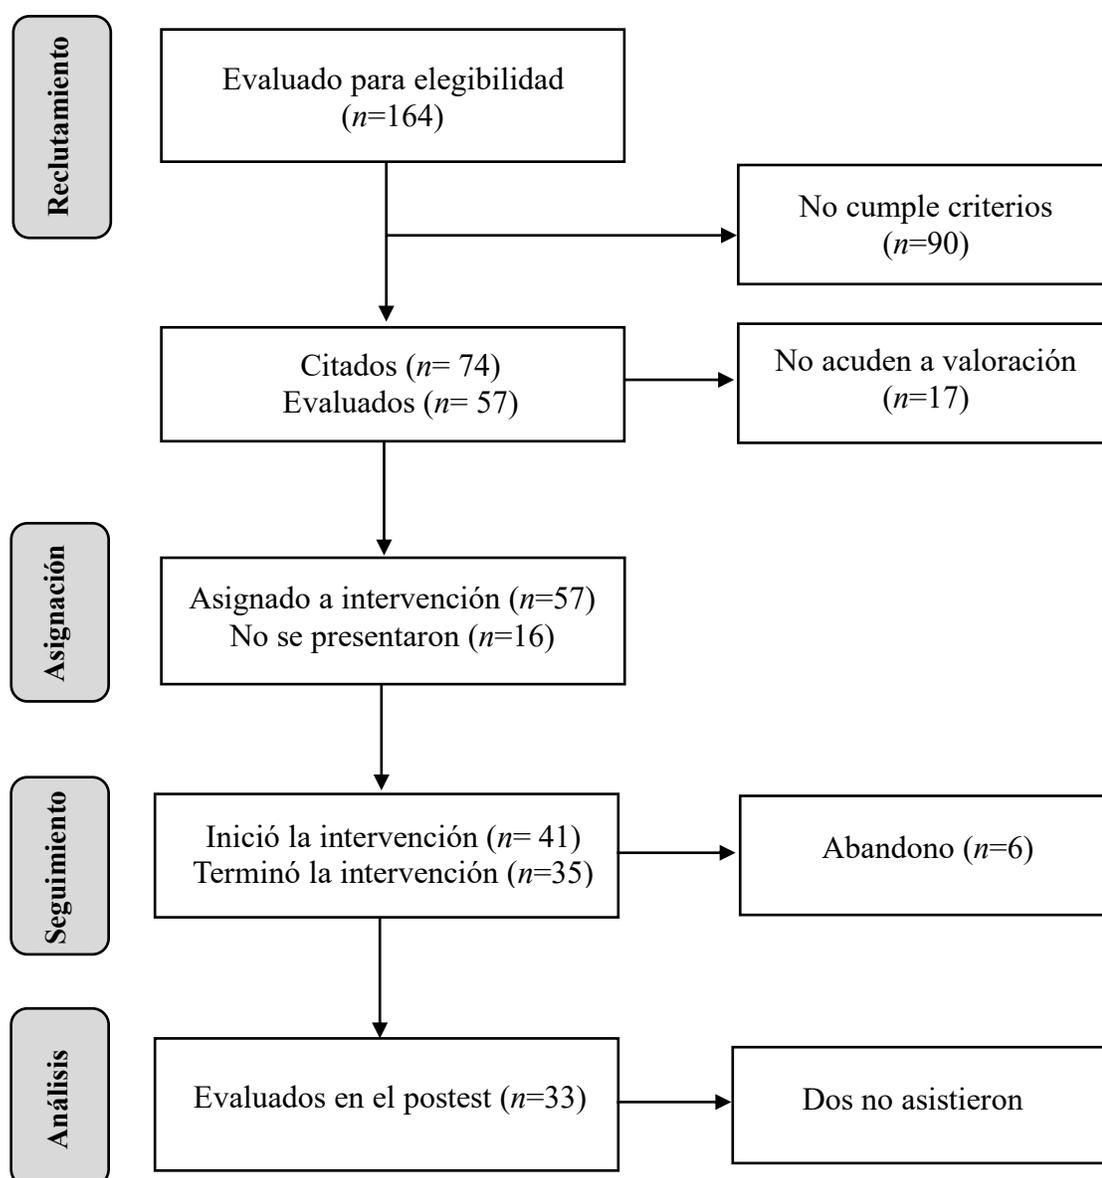 Reclutamiento
Evaluado para elegibilidad
(n=164)
No cumple criterios
(n=90)
Citados (n= 74)
Evaluados (n= 57)
No acuden a valoración
(n=17)
Asignación
Asignado a intervención (n=57)
No se presentaron (n=16)
Seguimiento
Inició la intervención (n= 41)
Terminó la intervención (n=35)
Abandono (n=6)
Análisis
Evaluados en el postest (n=33)
Dos no asistieron